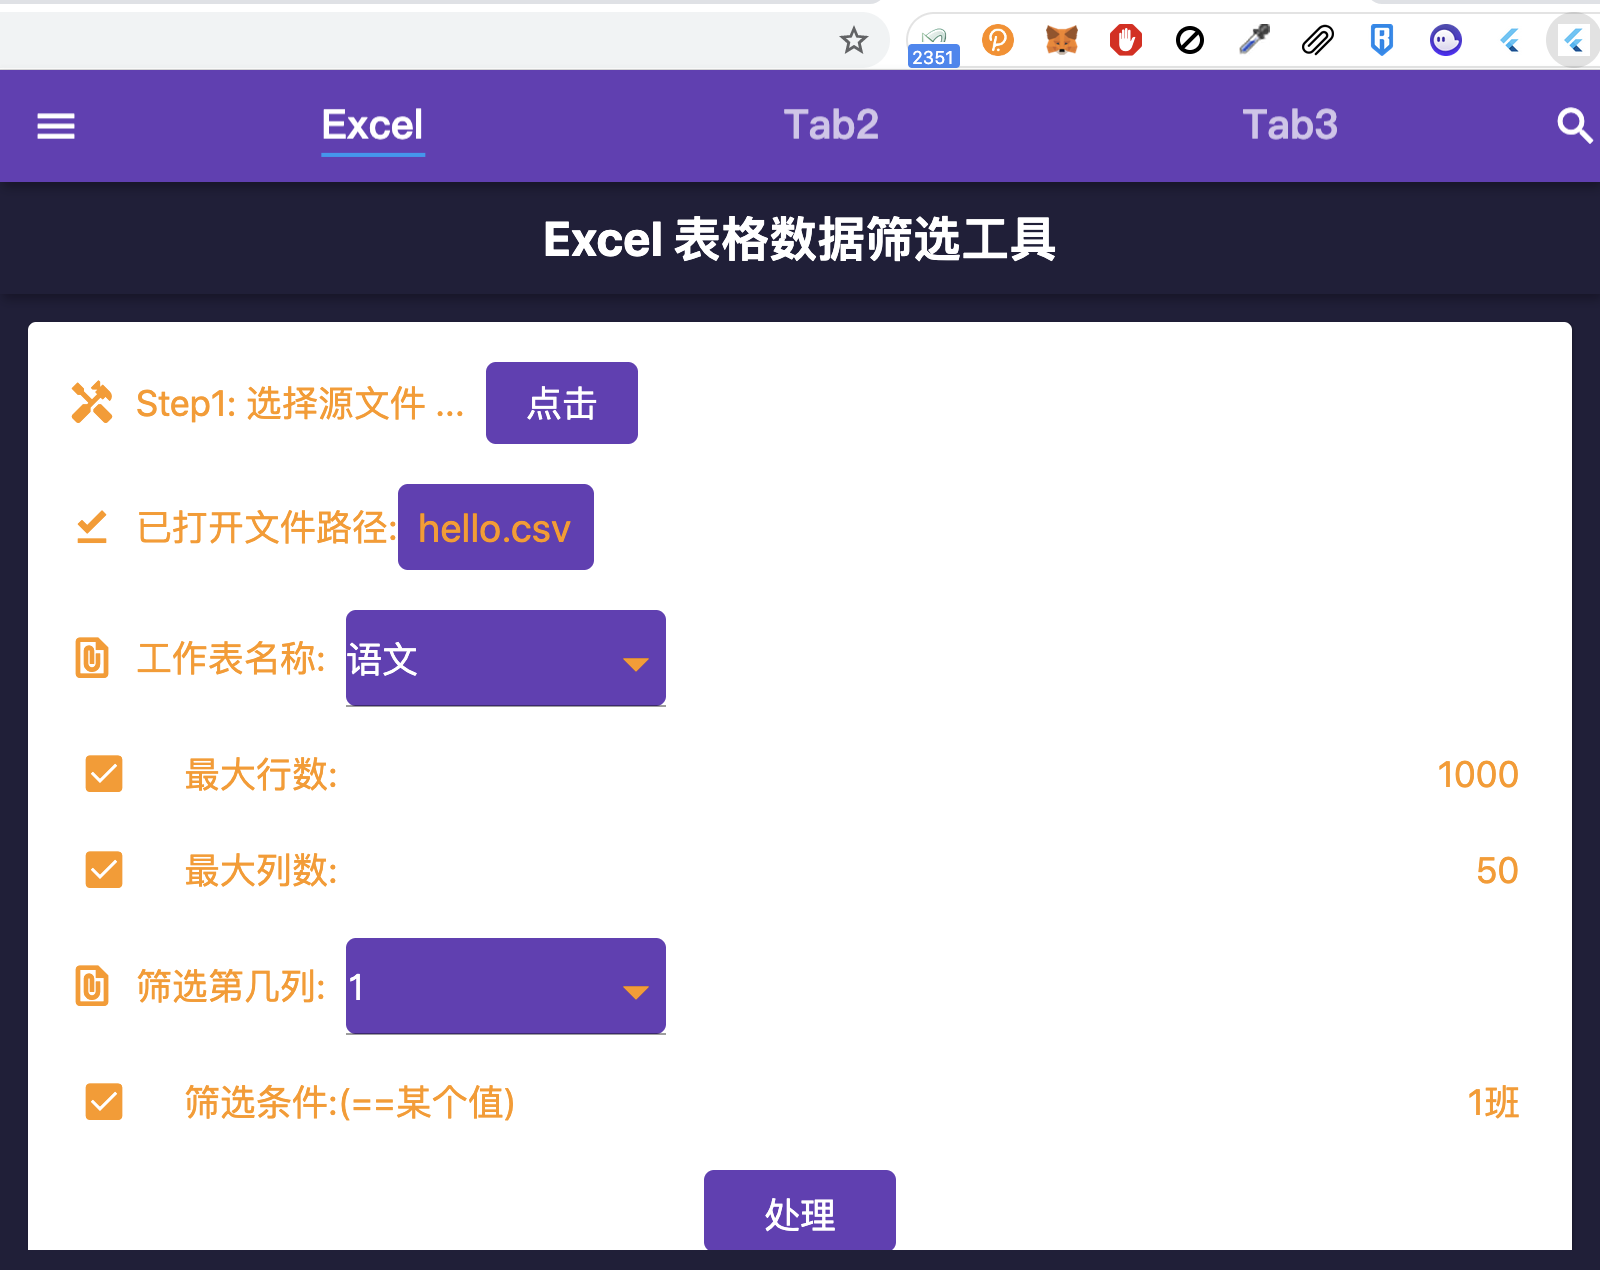 2351
Excel Tab2 Tab3
Excel 表格数据筛选工具
Step1: 选择源文件 ... 点击
已打开文件路径: hello.csv
工作表名称: 语文
最大行数: 1000
最大列数: 50
筛选第几列: 1
筛选条件:(==某个值) 1班
处理